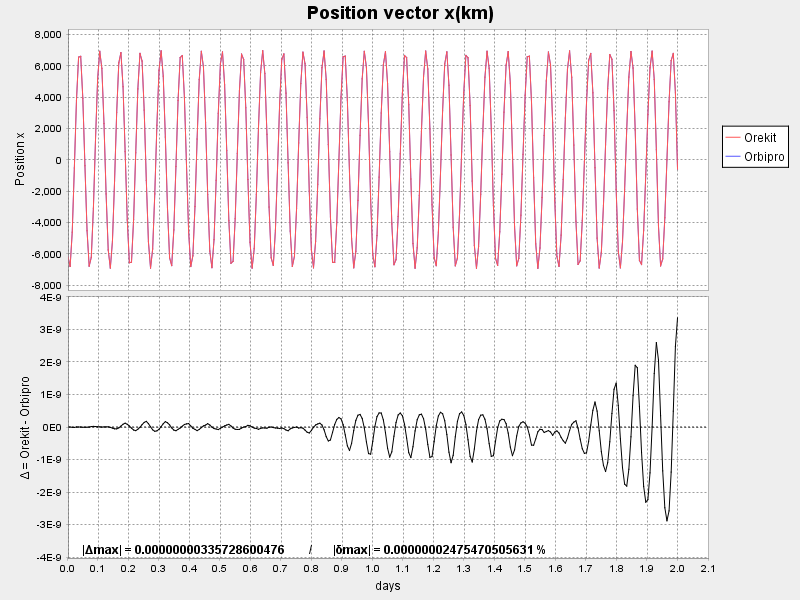 Position vector x(km)
8,000
6,000
4,000
2,000
0
-2,000
-4,000
-6,000
-8,000
Position x
Orekit
Orbipro
4E-9
3E-9
2E-9
1E-9
0E0
-1E-9
-2E-9
-3E-9
-4E-9
Δ = Orekit - Orbipro
|Δmax| = 0.00000000335728600476 / |δmax| = 0.00000002475470505631 %
0.0 0.1 0.2 0.3 0.4 0.5 0.6 0.7 0.8 0.9 1.0 1.1 1.2 1.3 1.4 1.5 1.6 1.7 1.8 1.9 2.0 2.1
days